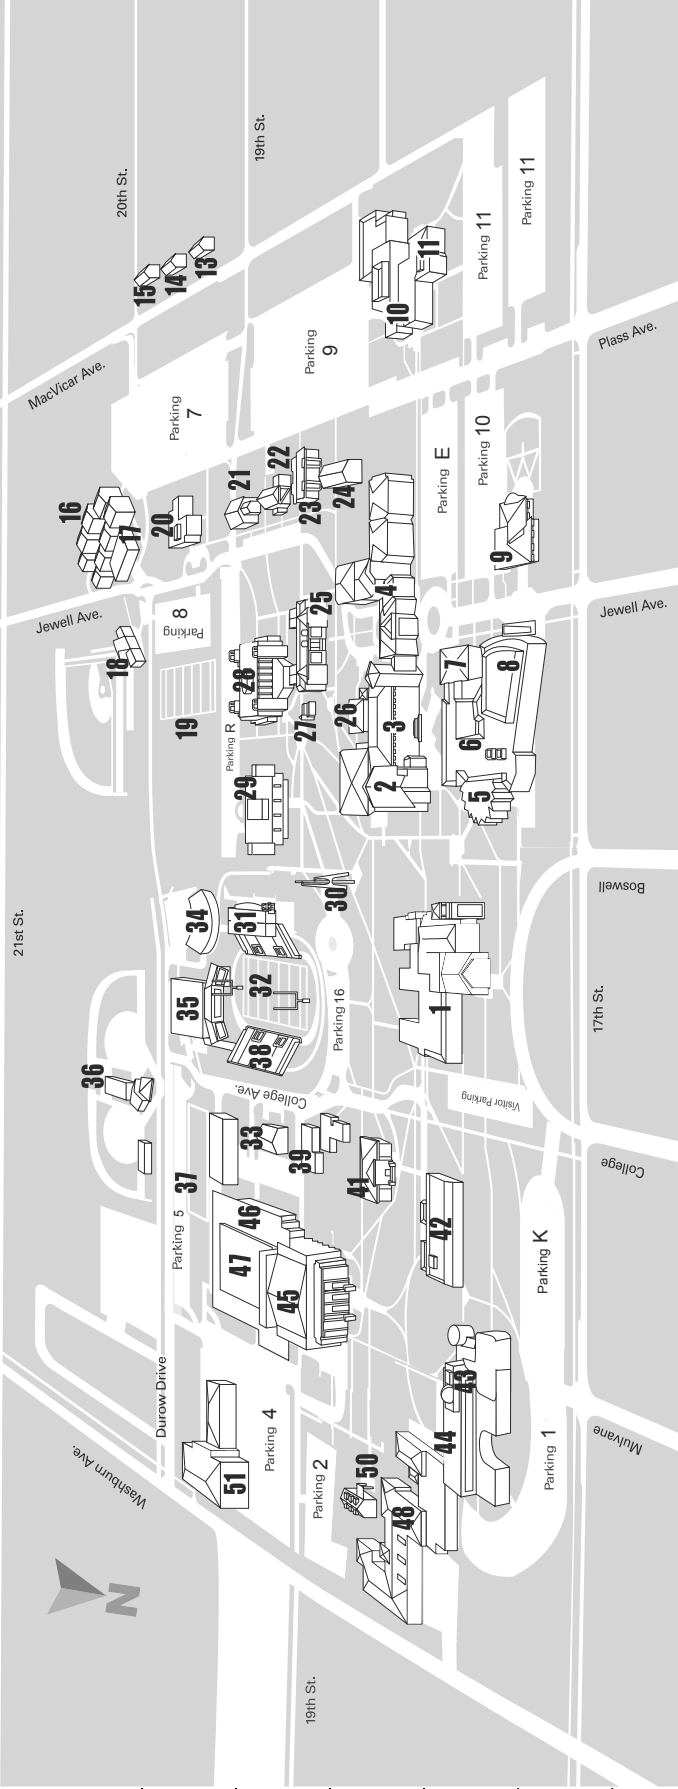 19th St.
20th St.
Parking 11
Parking 11
11
13
14
15
10
Plass Ave.
Parking
9
MacVicar Ave.
Parking
7
Parking E
Parking 10
16
17
20
21
22
23
24
9
Jewell Ave.
Jewell Ave.
Parking
8
18
25
4
7
8
28
26
27
3
6
19
Parking R
29
2
5
Boswell
30
34
31
21st St.
32
35
38
Parking 16
1
17th St.
36
College Ave.
Visitor Parking
33
39
37
41
College
46
42
Parking 5
47
45
Parking K
43
Durow Drive
44
Mulvane
Parking 4
Parking 2
Parking 1
Washburn Ave.
51
50
48
N
19th St.